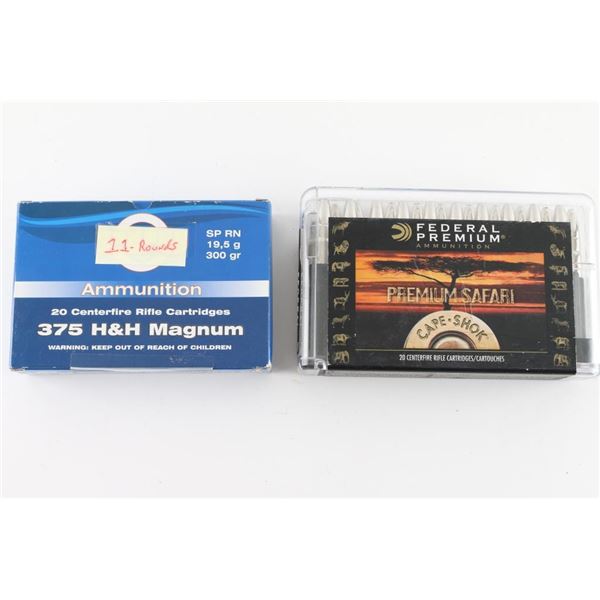 11-Rounds
SP RN
19,5 g
300 gr
Ammunition
20 Centerfire Rifle Cartridges
375 H&H Magnum
WARNING: KEEP OUT OF REACH OF CHILDREN
FEDERAL
PREMIUM®
AMMUNITION
PREMIUM SAFARI
CAPE·SHOK
20 CENTERFIRE RIFLE CARTRIDGES/CARTOUCHES